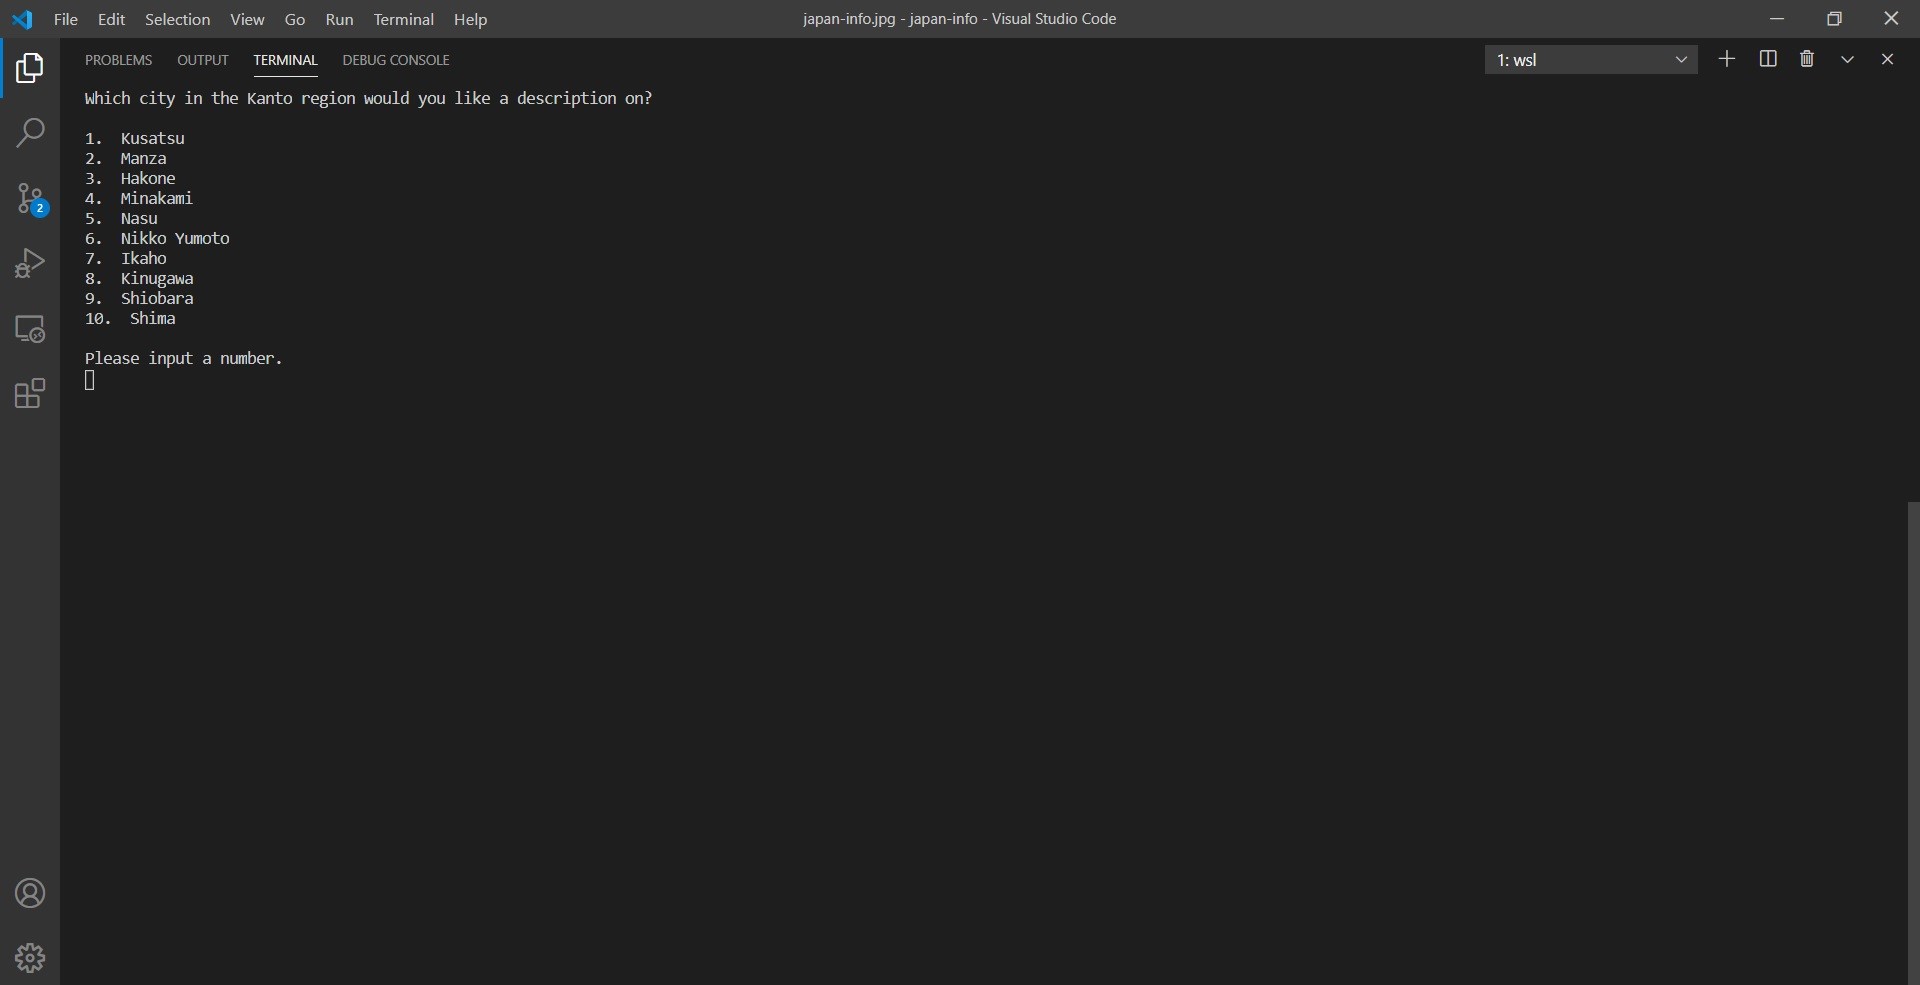 File Edit Selection View Go Run Terminal Help japan-info.jpg - japan-info - Visual Studio Code
PROBLEMS OUTPUT TERMINAL DEBUG CONSOLE 1: wsl
Which city in the Kanto region would you like a description on?
1. Kusatsu
2. Manza
3. Hakone
4. Minakami
5. Nasu
6. Nikko Yumoto
7. Ikaho
8. Kinugawa
9. Shiobara
10. Shima
Please input a number.
2